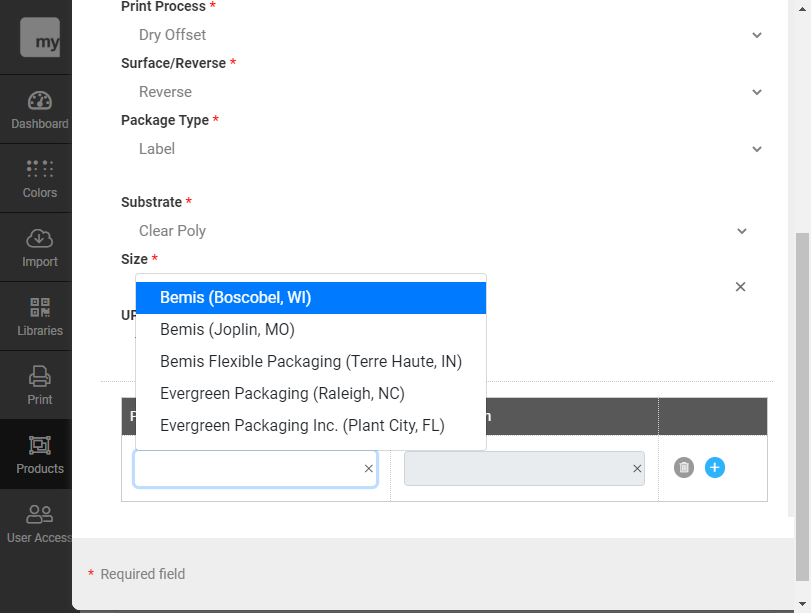 my
Dashboard
Colors
Import
Libraries
Print
Products
User Access
Print Process *
Dry Offset
Surface/Reverse *
Reverse
Package Type *
Label
Substrate *
Clear Poly
Size *
Bemis (Boscobel, WI)
Bemis (Joplin, MO)
Bemis Flexible Packaging (Terre Haute, IN)
Evergreen Packaging (Raleigh, NC)
Evergreen Packaging Inc. (Plant City, FL)
* Required field